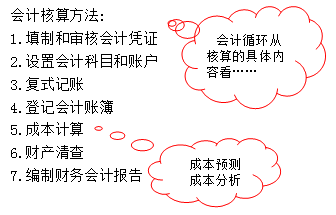 会计核算方法:
1.填制和审核会计凭证
2.设置会计科目和账户
3.复式记账
4.登记会计账簿
5.成本计算
6.财产清查
7.编制财务会计报告
会计循环从
核算的具体内
容看……
成本预测
成本分析